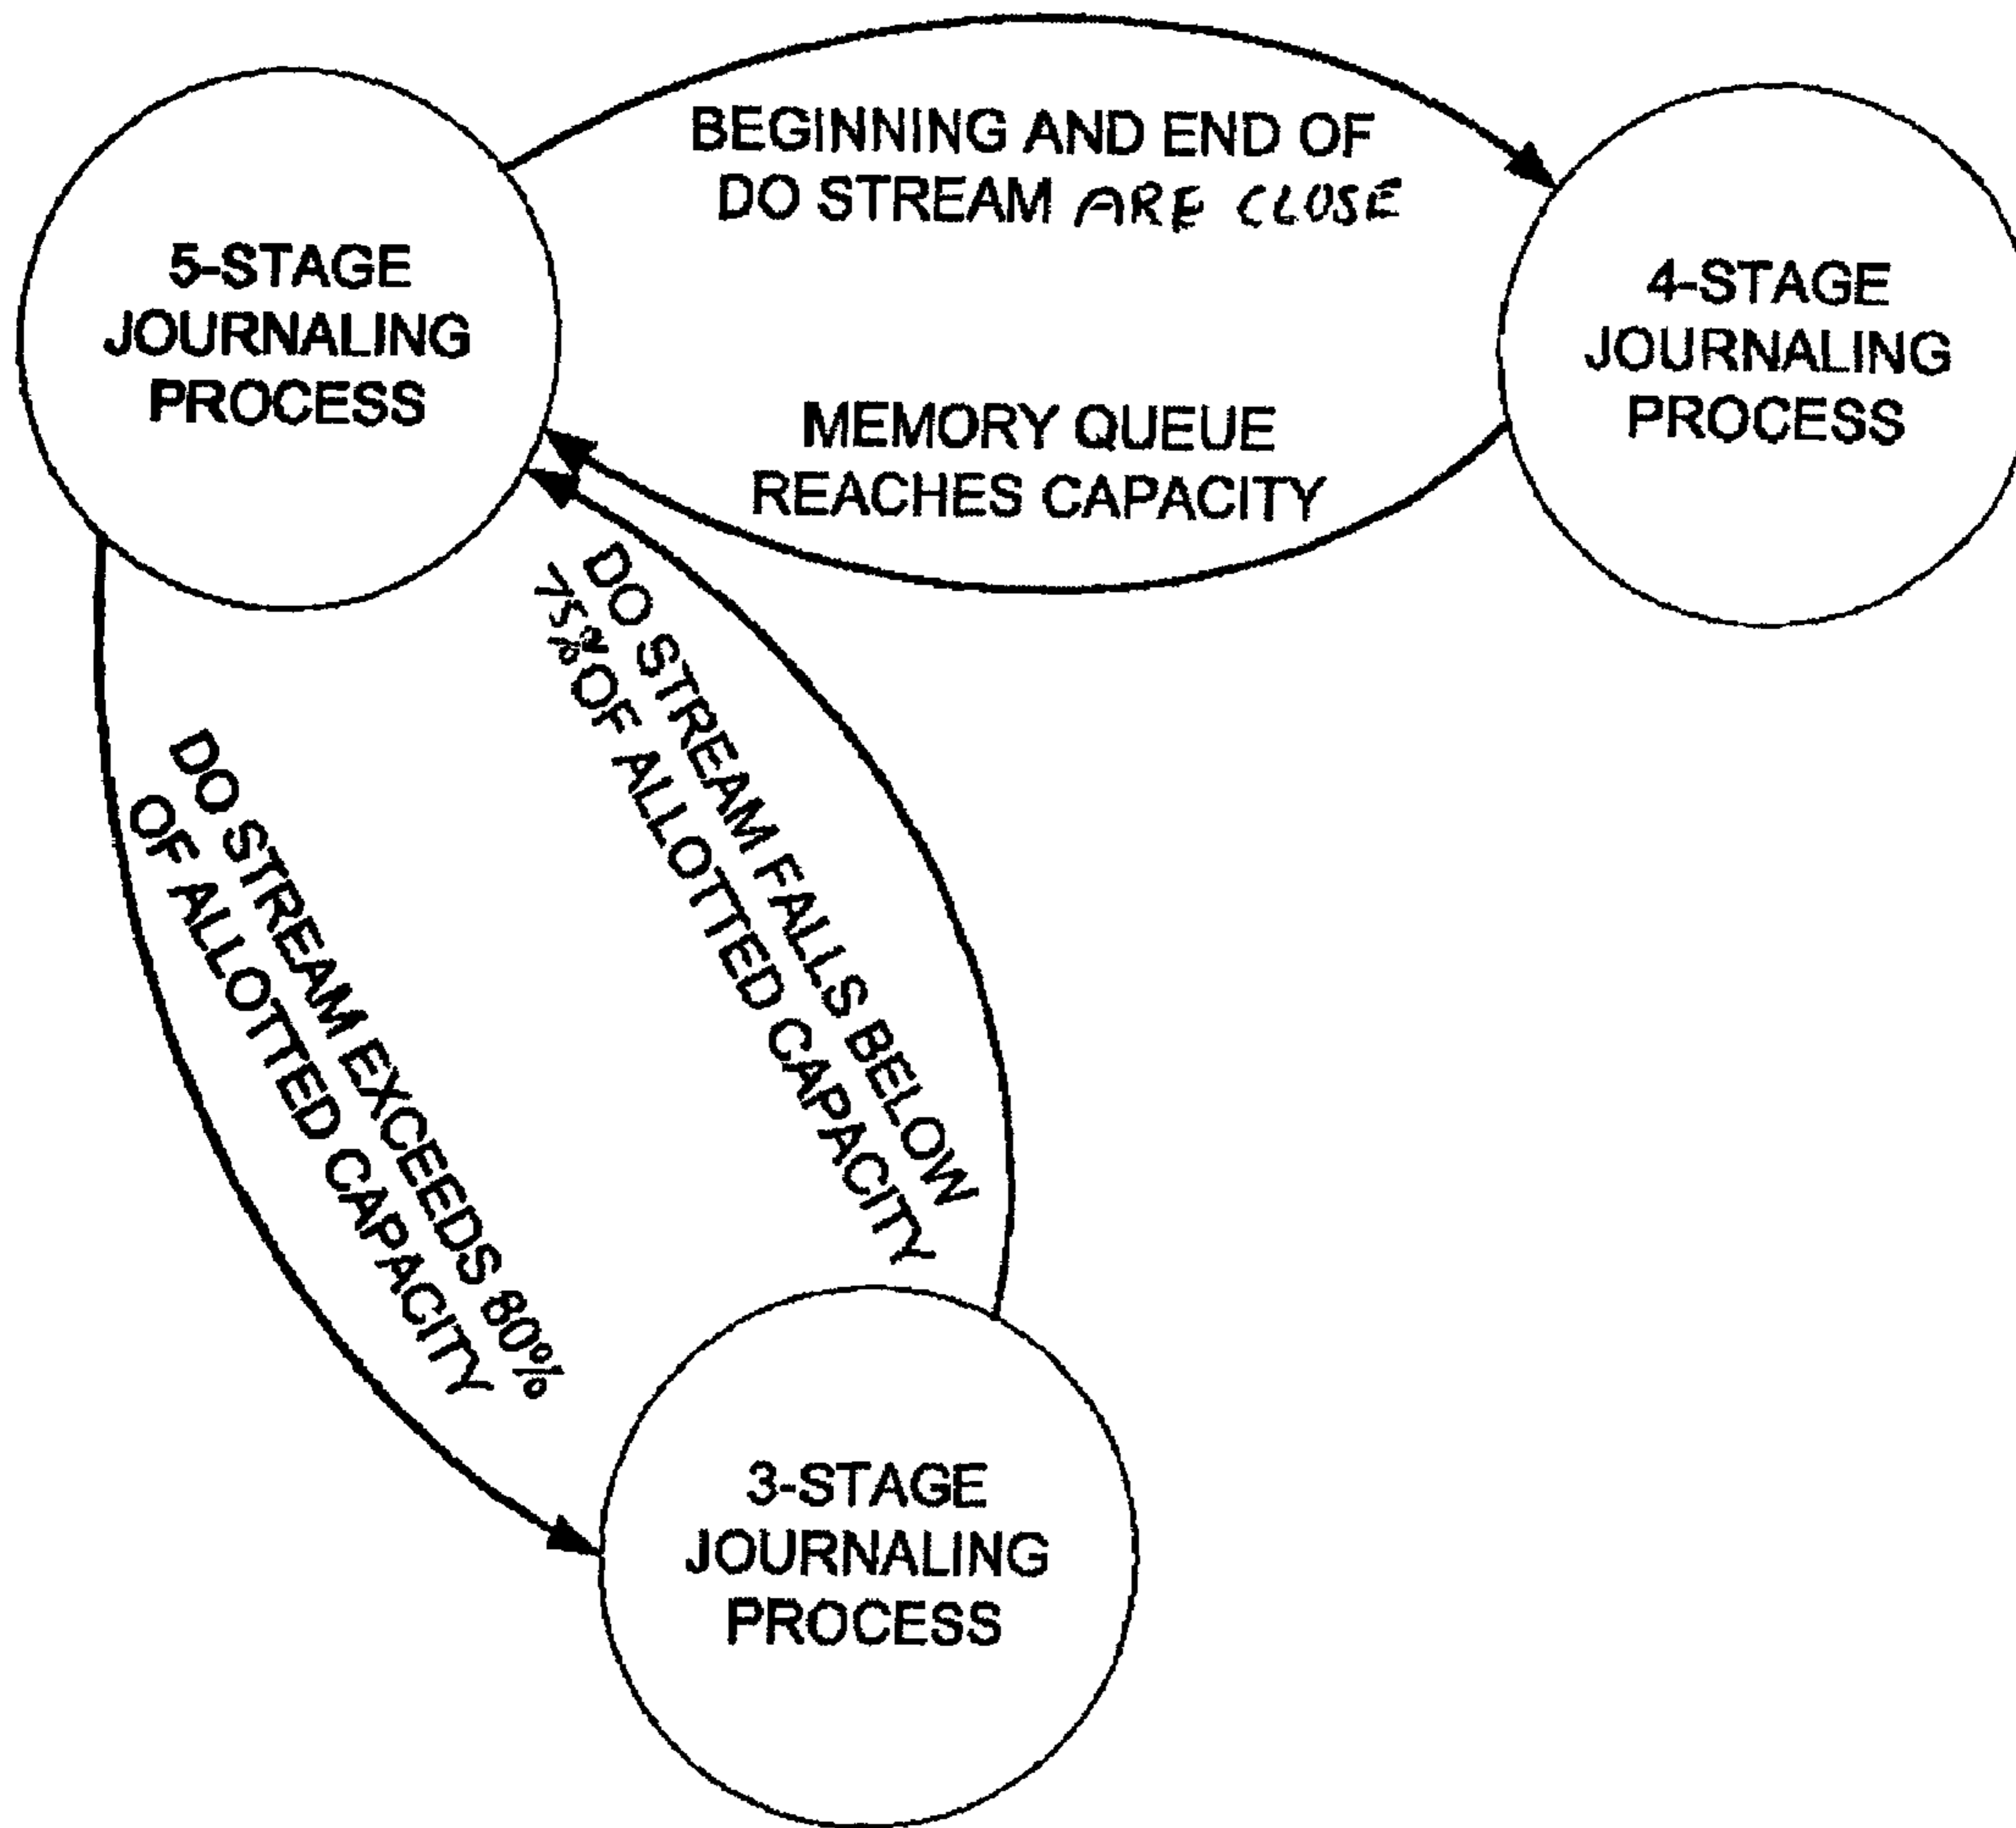 BEGINNING AND END OF
DO STREAM ARE CLOSE
5-STAGE
JOURNALING
PROCESS
4-STAGE
JOURNALING
PROCESS
MEMORY QUEUE
REACHES CAPACITY
DO STREAM FALLS BELOW
75% OF ALLOTTED CAPACITY
DO STREAM EXCEEDS 80%
OF ALLOTTED CAPACITY
3-STAGE
JOURNALING
PROCESS